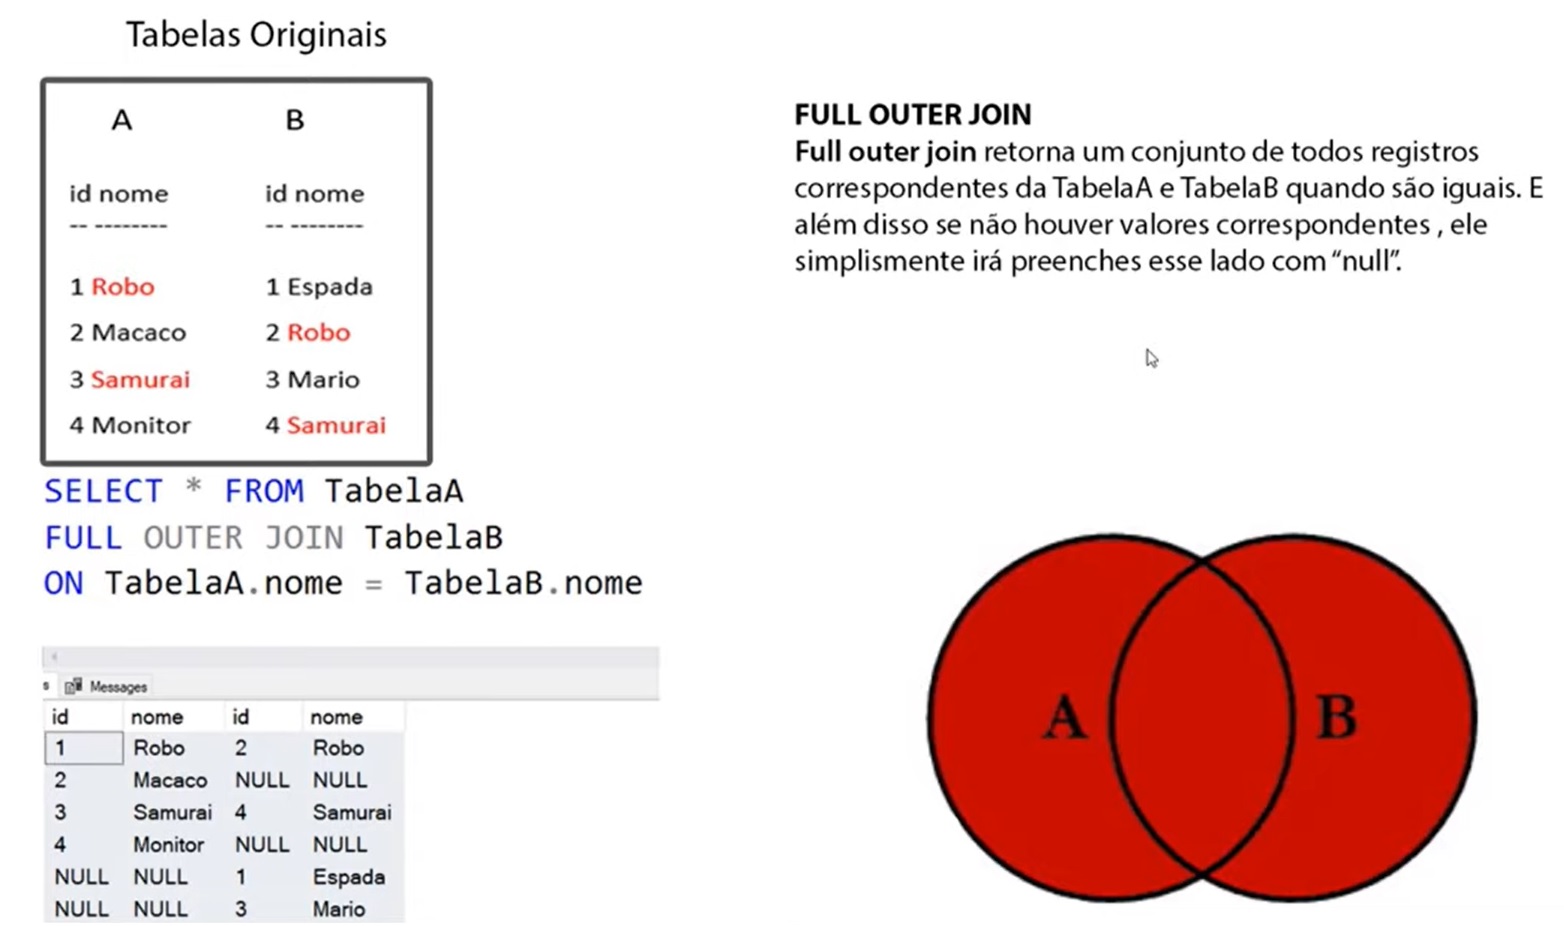 Tabelas Originais
A B
id nome id nome
-- -------- -- --------
1 Robo 1 Espada
2 Macaco 2 Robo
3 Samurai 3 Mario
4 Monitor 4 Samurai
SELECT * FROM TabelaA
FULL OUTER JOIN TabelaB
ON TabelaA.nome = TabelaB.nome
s Messages
id nome id nome
1 Robo 2 Robo
2 Macaco NULL NULL
3 Samurai 4 Samurai
4 Monitor NULL NULL
NULL NULL 1 Espada
NULL NULL 3 Mario
FULL OUTER JOIN
Full outer join retorna um conjunto de todos registros
correspondentes da TabelaA e TabelaB quando são iguais. E
além disso se não houver valores correspondentes , ele
simplismente irá preenches esse lado com “null”.
A B